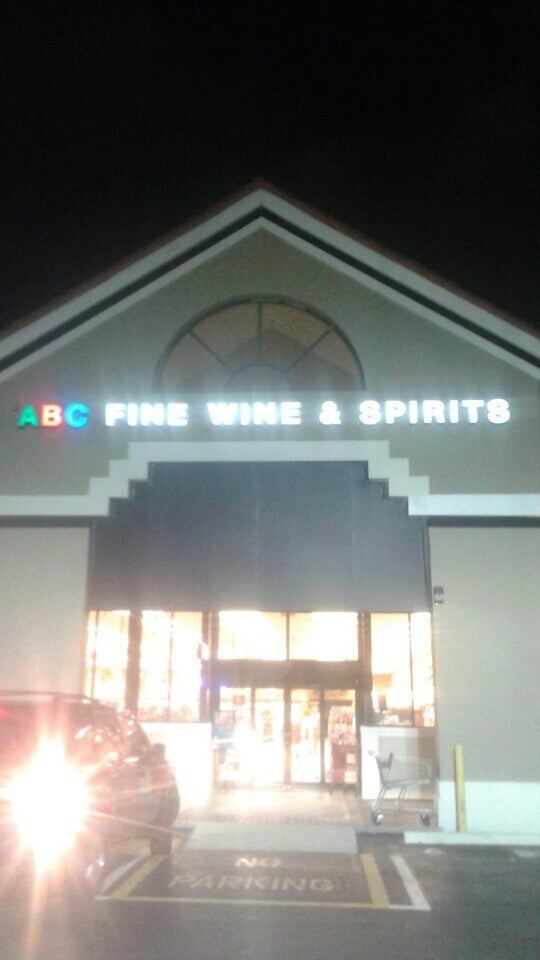 ABC FINE WINE & SPIRITS
NO
PARKING